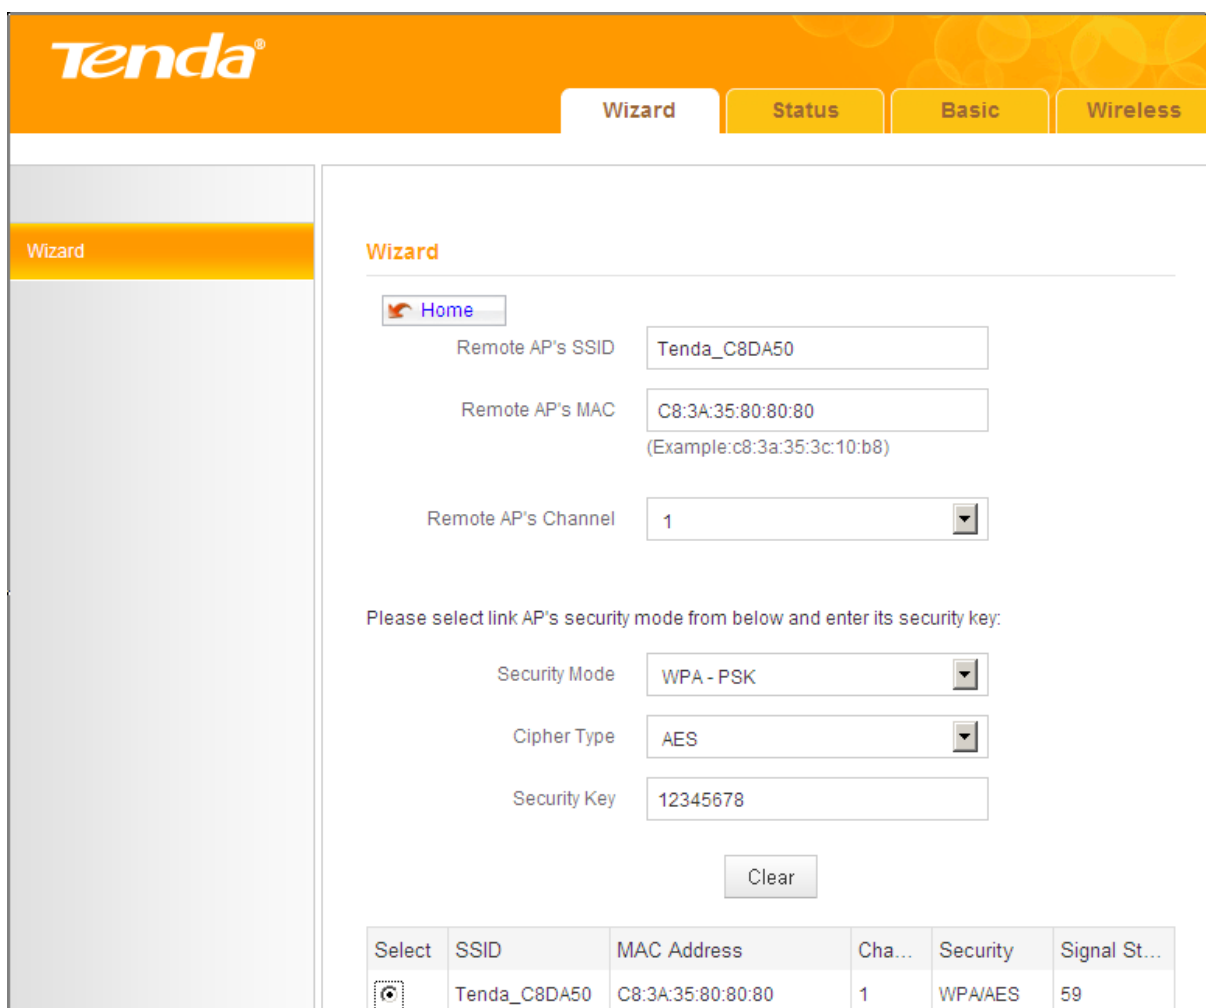 Tenda®
Wizard Status Basic Wireless
Wizard
Wizard
Home
Remote AP's SSID Tenda_C8DA50
Remote AP's MAC C8:3A:35:80:80:80
(Example:c8:3a:35:3c:10:b8)
Remote AP's Channel 1
Please select link AP's security mode from below and enter its security key:
Security Mode WPA - PSK
Cipher Type AES
Security Key 12345678
Clear
Select SSID MAC Address Cha... Security Signal St...
Tenda_C8DA50 C8:3A:35:80:80:80 1 WPA/AES 59